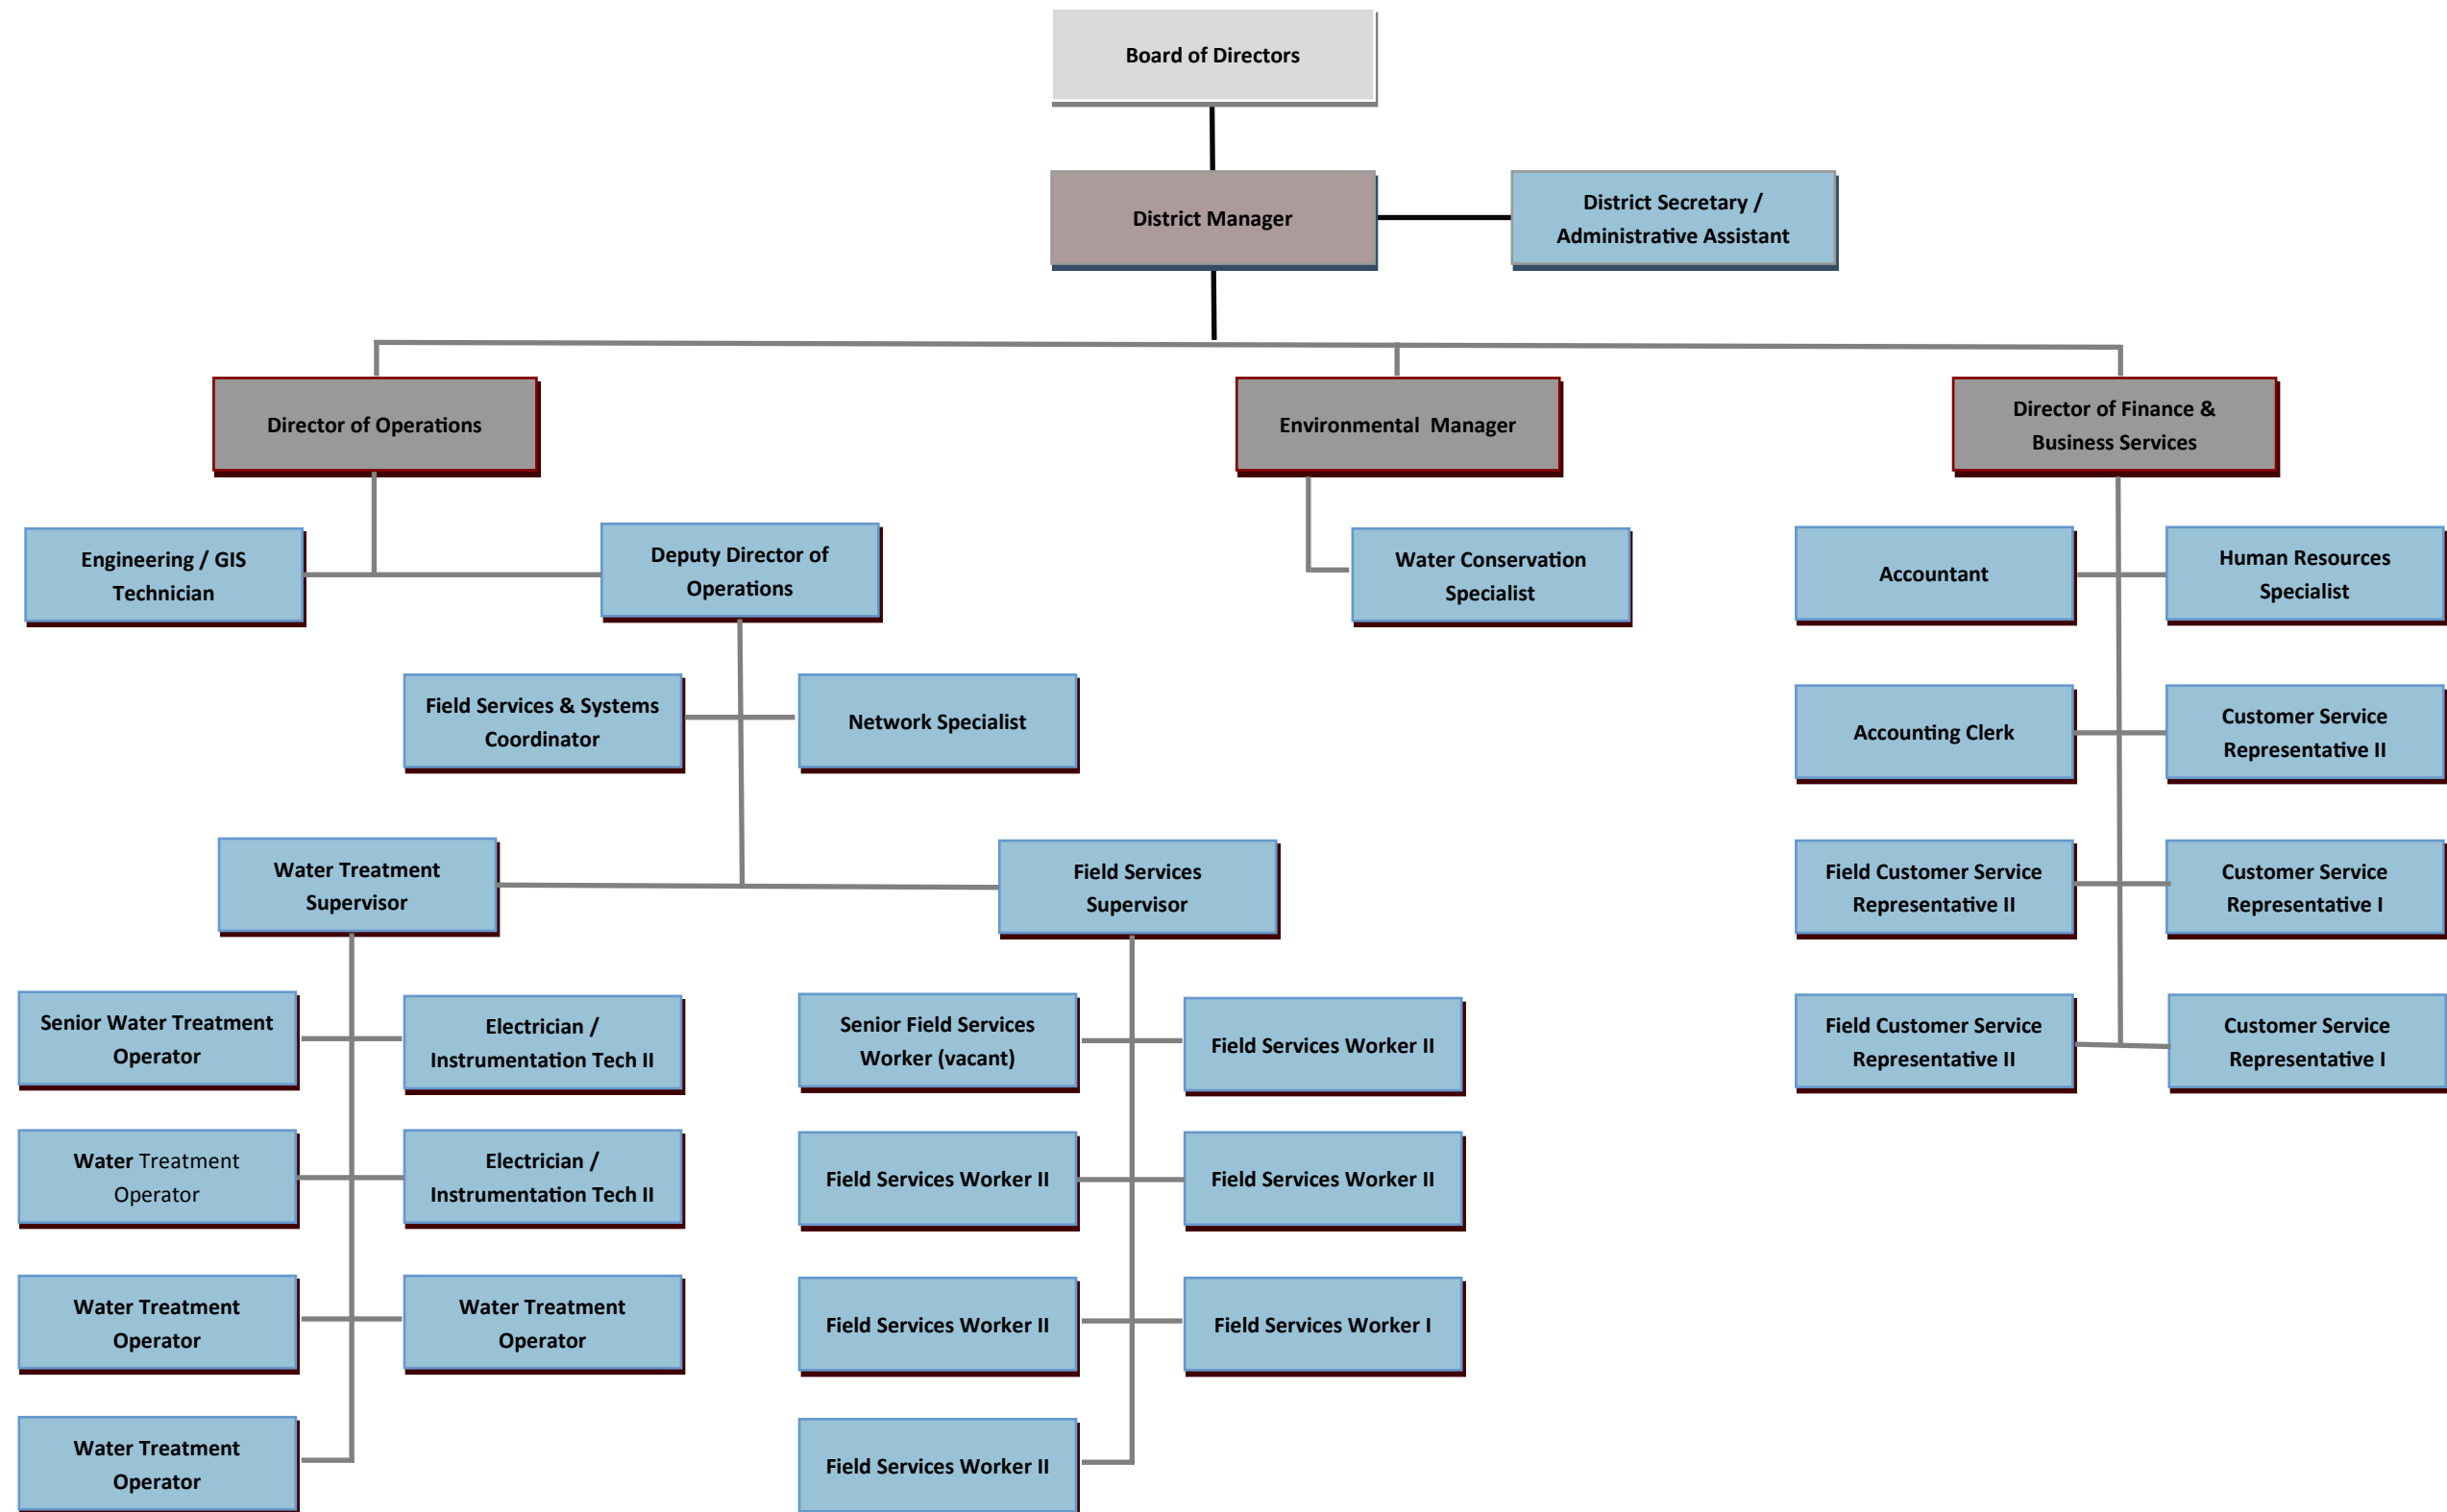 Board of Directors
District Manager
District Secretary /
Administrative Assistant
Director of Operations
Environmental  Manager
Director of Finance &
Business Services
Engineering / GIS
Technician
Deputy Director of
Operations
Water Conservation
Specialist
Accountant
Human Resources
Specialist
Field Services & Systems
Coordinator
Network Specialist
Accounting Clerk
Customer Service
Representative II
Water Treatment
Supervisor
Field Services
Supervisor
Field Customer Service
Representative II
Customer Service
Representative I
Senior Water Treatment
Operator
Electrician /
Instrumentation Tech II
Senior Field Services
Worker (vacant)
Field Services Worker II
Field Customer Service
Representative II
Customer Service
Representative I
Water Treatment
Operator
Electrician /
Instrumentation Tech II
Field Services Worker II
Field Services Worker II
Water Treatment
Operator
Water Treatment
Operator
Field Services Worker II
Field Services Worker I
Water Treatment
Operator
Field Services Worker II